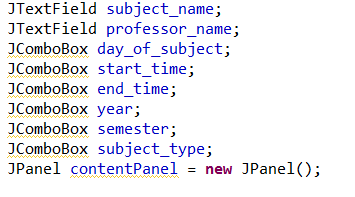 JTextField subject_name;
JTextField professor_name;
JComboBox day_of_subject;
JComboBox start_time;
JComboBox end_time;
JComboBox year;
JComboBox semester;
JComboBox subject_type;
JPanel contentPanel = new JPanel();